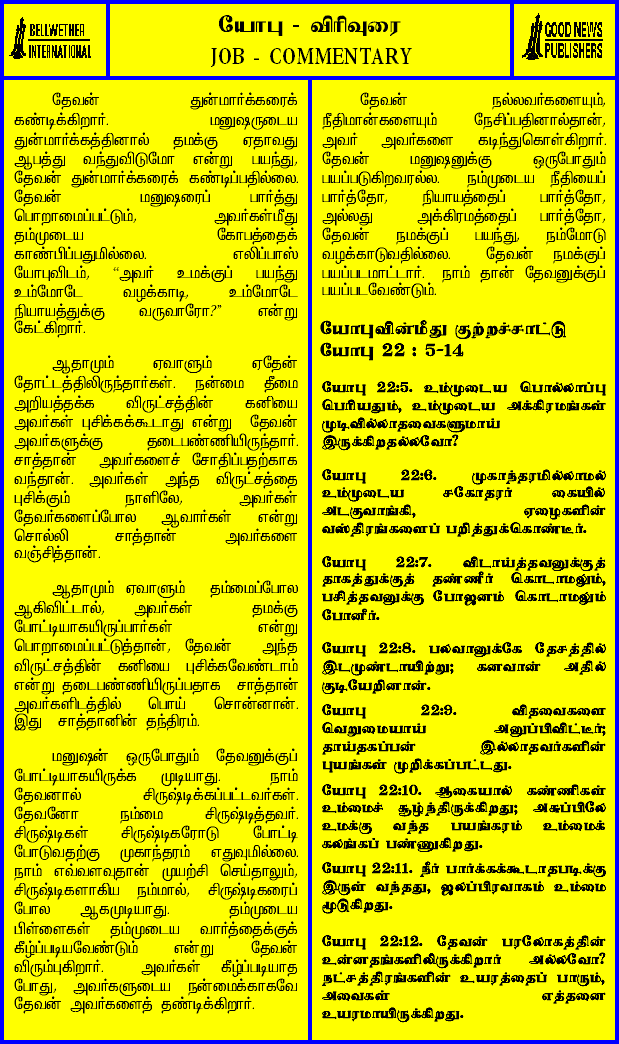 BELLWETHER
INTERNATIONAL
யோபு - விரிவுரை
JOB - COMMENTARY
GOOD NEWS
PUBLISHERS
தேவன் துன்மார்க்கரைக்
கண்டிக்கிறார். மனுஷருடைய
துன்மார்க்கத்தினால் தமக்கு ஏதாவது
ஆபத்து வந்துவிடுமோ என்று பயந்து,
தேவன் துன்மார்க்கரைக் கண்டிப்பதில்லை.
தேவன் மனுஷரைப் பார்த்து
பொறாமைப்பட்டும், அவர்கள்மீது
தம்முடைய கோபத்தைக்
காண்பிப்பதுமில்லை. எலிப்பாஸ்
யோபுவிடம், “அவர் உமக்குப் பயந்து
உம்மோடே வழக்காடி, உம்மோடே
நியாயத்துக்கு வருவாரோ?” என்று
கேட்கிறார்.
ஆதாமும் ஏவாளும் ஏதேன்
தோட்டத்திலிருந்தார்கள். நன்மை தீமை
அறியத்தக்க விருட்சத்தின் கனியை
அவர்கள் புசிக்கக்கூடாது என்று தேவன்
அவர்களுக்கு தடைபண்ணியிருந்தார்.
சாத்தான் அவர்களைச் சோதிப்பதற்காக
வந்தான். அவர்கள் அந்த விருட்சத்தை
புசிக்கும் நாளிலே, அவர்கள்
தேவர்களைப்போல ஆவார்கள் என்று
சொல்லி சாத்தான் அவர்களை
வஞ்சித்தான்.
ஆதாமும் ஏவாளும் தம்மைப்போல
ஆகிவிட்டால், அவர்கள் தமக்கு
போட்டியாகயிருப்பார்கள் என்று
பொறாமைப்பட்டுத்தான், தேவன் அந்த
விருட்சத்தின் கனியை புசிக்கவேண்டாம்
என்று தடைபண்ணியிருப்பதாக சாத்தான்
அவர்களிடத்தில் பொய் சொன்னான்.
இது சாத்தானின் தந்திரம்.
மனுஷன் ஒருபோதும் தேவனுக்குப்
போட்டியாகயிருக்க முடியாது. நாம்
தேவனால் சிருஷ்டிக்கப்பட்டவர்கள்.
தேவனோ நம்மை சிருஷ்டித்தவர்.
சிருஷ்டிகள் சிருஷ்டிகரோடு போட்டி
போடுவதற்கு முகாந்தரம் எதுவுமில்லை.
நாம் எவ்வளவுதான் முயற்சி செய்தாலும்,
சிருஷ்டிகளாகிய நம்மால், சிருஷ்டிகரைப்
போல ஆகமுடியாது. தம்முடைய
பிள்ளைகள் தம்முடைய வார்த்தைக்குக்
கீழ்ப்படியவேண்டும் என்று தேவன்
விரும்புகிறார். அவர்கள் கீழ்ப்படியாத
போது, அவர்களுடைய நன்மைக்காகவே
தேவன் அவர்களைத் தண்டிக்கிறார்.
தேவன் நல்லவர்களையும்,
நீதிமான்களையும் நேசிப்பதினால்தான்,
அவர் அவர்களை கடிந்துகொள்கிறார்.
தேவன் மனுஷனுக்கு ஒருபோதும்
பயப்படுகிறவரல்ல. நம்முடைய நீதியைப்
பார்த்தோ, நியாயத்தைப் பார்த்தோ,
அல்லது அக்கிரமத்தைப் பார்த்தோ,
தேவன் நமக்குப் பயந்து, நம்மோடு
வழக்காடுவதில்லை. தேவன் நமக்குப்
பயப்படமாட்டார். நாம் தான் தேவனுக்குப்
பயப்படவேண்டும்.
யோபுவின்மீது குற்றச்சாட்டு
யோபு 22 : 5-14
யோபு 22:5. உம்முடைய பொல்லாப்பு
பெரியதும், உம்முடைய அக்கிரமங்கள்
முடிவில்லாதவைகளுமாய்
இருக்கிறதல்லவோ?
யோபு 22:6. முகாந்தரமில்லாமல்
உம்முடைய சகோதரர் கையில்
அடகுவாங்கி, ஏழைகளின்
வஸ்திரங்களைப் பறித்துக்கொண்டீர்.
யோபு 22:7. விடாய்த்தவனுக்குத்
தாகத்துக்குத் தண்ணீர் கொடாமலும்,
பசித்தவனுக்கு போஜனம் கொடாமலும்
போனீர்.
யோபு 22:8. பலவானுக்கே தேசத்தில்
இடமுண்டாயிற்று; கனவான் அதில்
குடியேறினான்.
யோபு 22:9. விதவைகளை
வெறுமையாய் அனுப்பிவிட்டீர்;
தாய்தகப்பன் இல்லாதவர்களின்
புயங்கள் முறிக்கப்பட்டது.
யோபு 22:10. ஆகையால் கண்ணிகள்
உம்மைச் சூழ்ந்திருக்கிறது; அசுப்பிலே
உமக்கு வந்த பயங்கரம் உம்மைக்
கலங்கப் பண்ணுகிறது.
யோபு 22:11. நீர் பார்க்கக்கூடாதபடிக்கு
இருள் வந்தது, ஜலப்பிரவாகம் உம்மை
மூடுகிறது.
யோபு 22:12. தேவன் பரலோகத்தின்
உன்னதங்களிலிருக்கிறார் அல்லவோ?
நட்சத்திரங்களின் உயரத்தைப் பாரும்,
அவைகள் எத்தனை
உயரமாயிருக்கிறது.